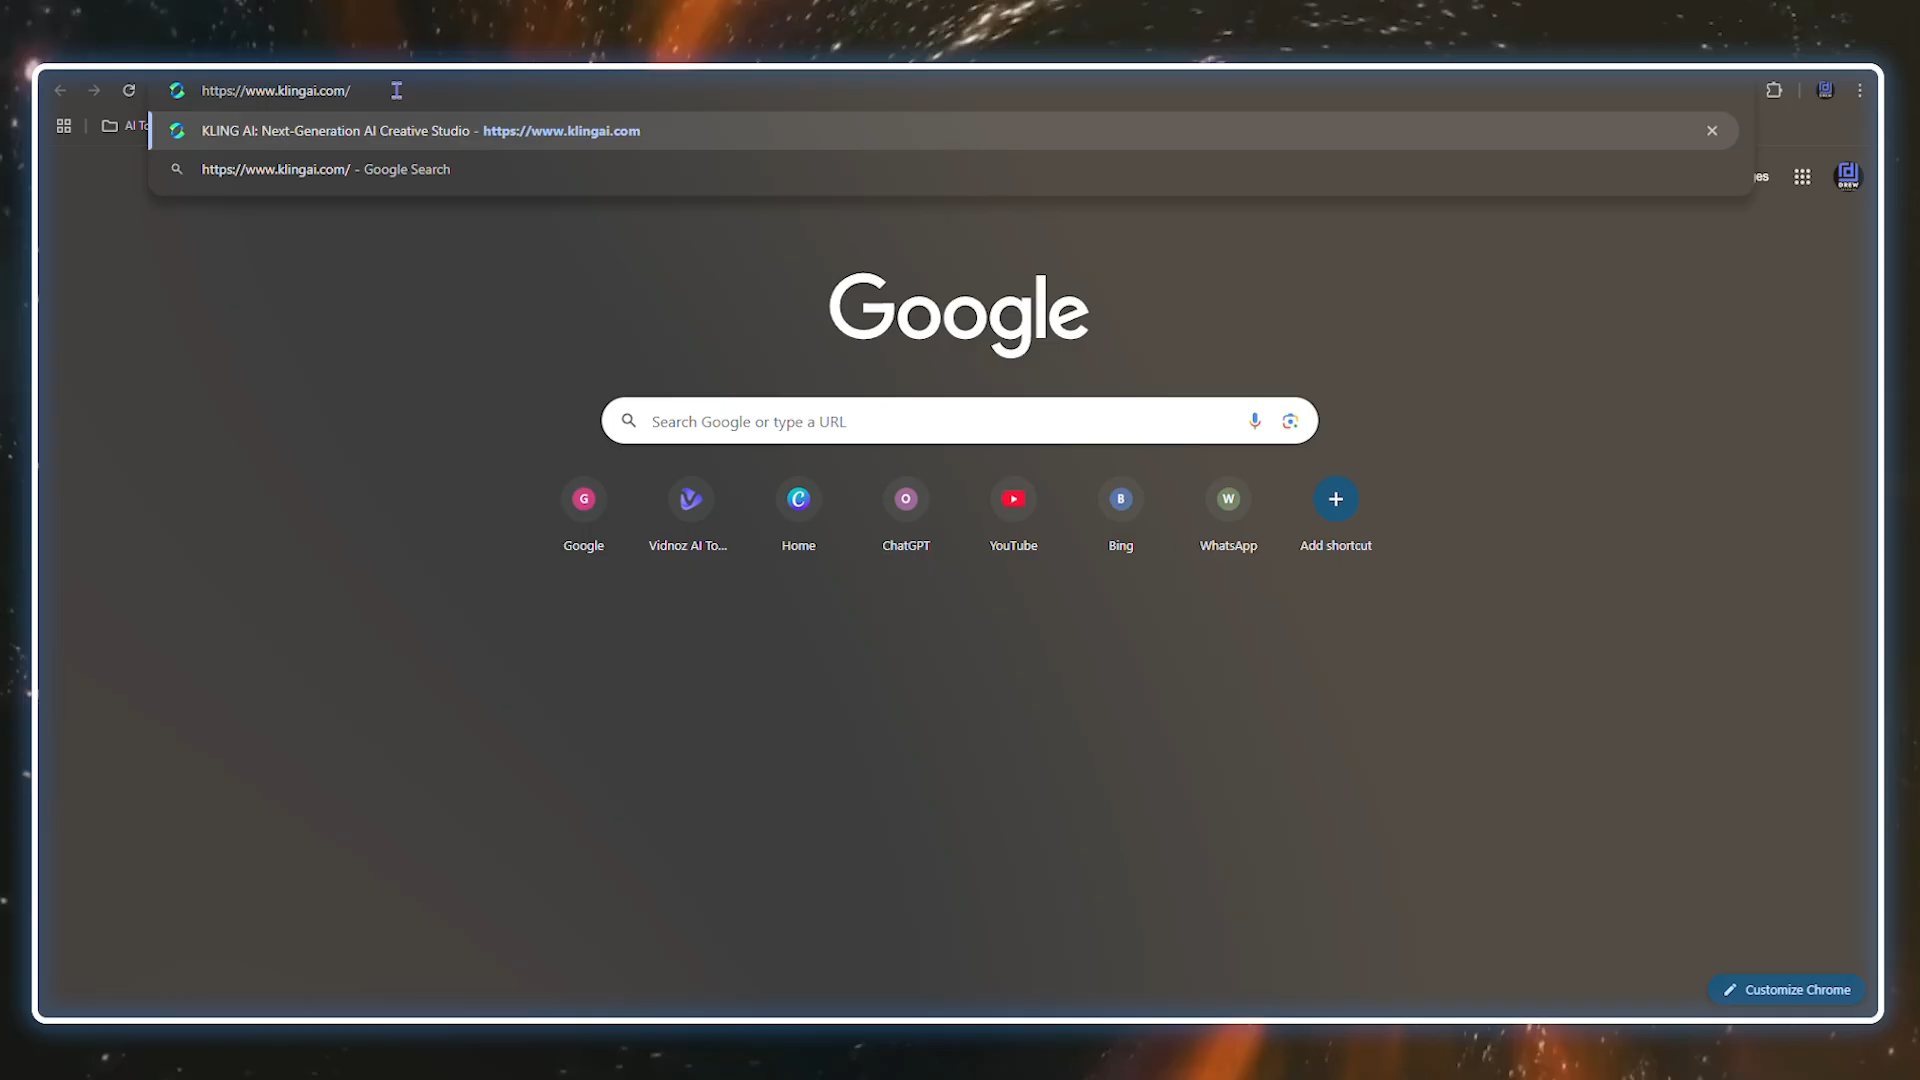 https://www.klingai.com/
AI To
KLING AI: Next-Generation AI Creative Studio - https://www.klingai.com
https://www.klingai.com/ - Google Search
DREW
Google
Search Google or type a URL
G
C
O
B
W
Google
Vidnoz AI To...
Home
ChatGPT
YouTube
Bing
WhatsApp
Add shortcut
Customize Chrome